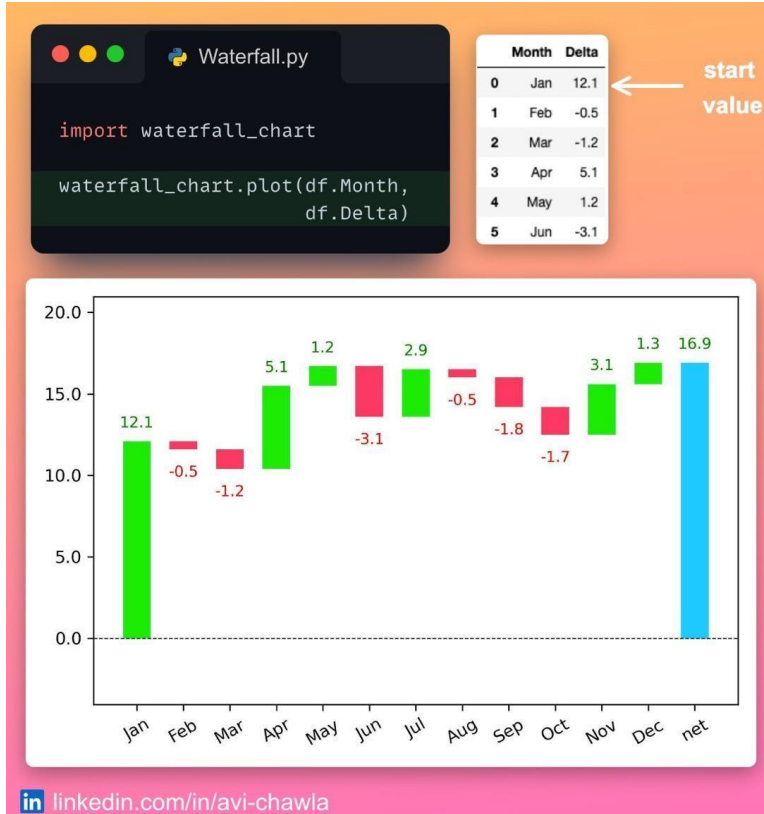 Waterfall.py
import waterfall_chart
waterfall_chart.plot(df.Month,
df.Delta)
Month Delta
0 Jan 12.1
1 Feb -0.5
2 Mar -1.2
3 Apr 5.1
4 May 1.2
5 Jun -3.1
start
value
20.0
15.0
10.0
5.0
0.0
12.1
-0.5
-1.2
5.1
1.2
-3.1
2.9
-0.5
-1.8
-1.7
3.1
1.3
16.9
Jan Feb Mar Apr May Jun Jul Aug Sep Oct Nov Dec net
in linkedin.com/in/avi-chawla